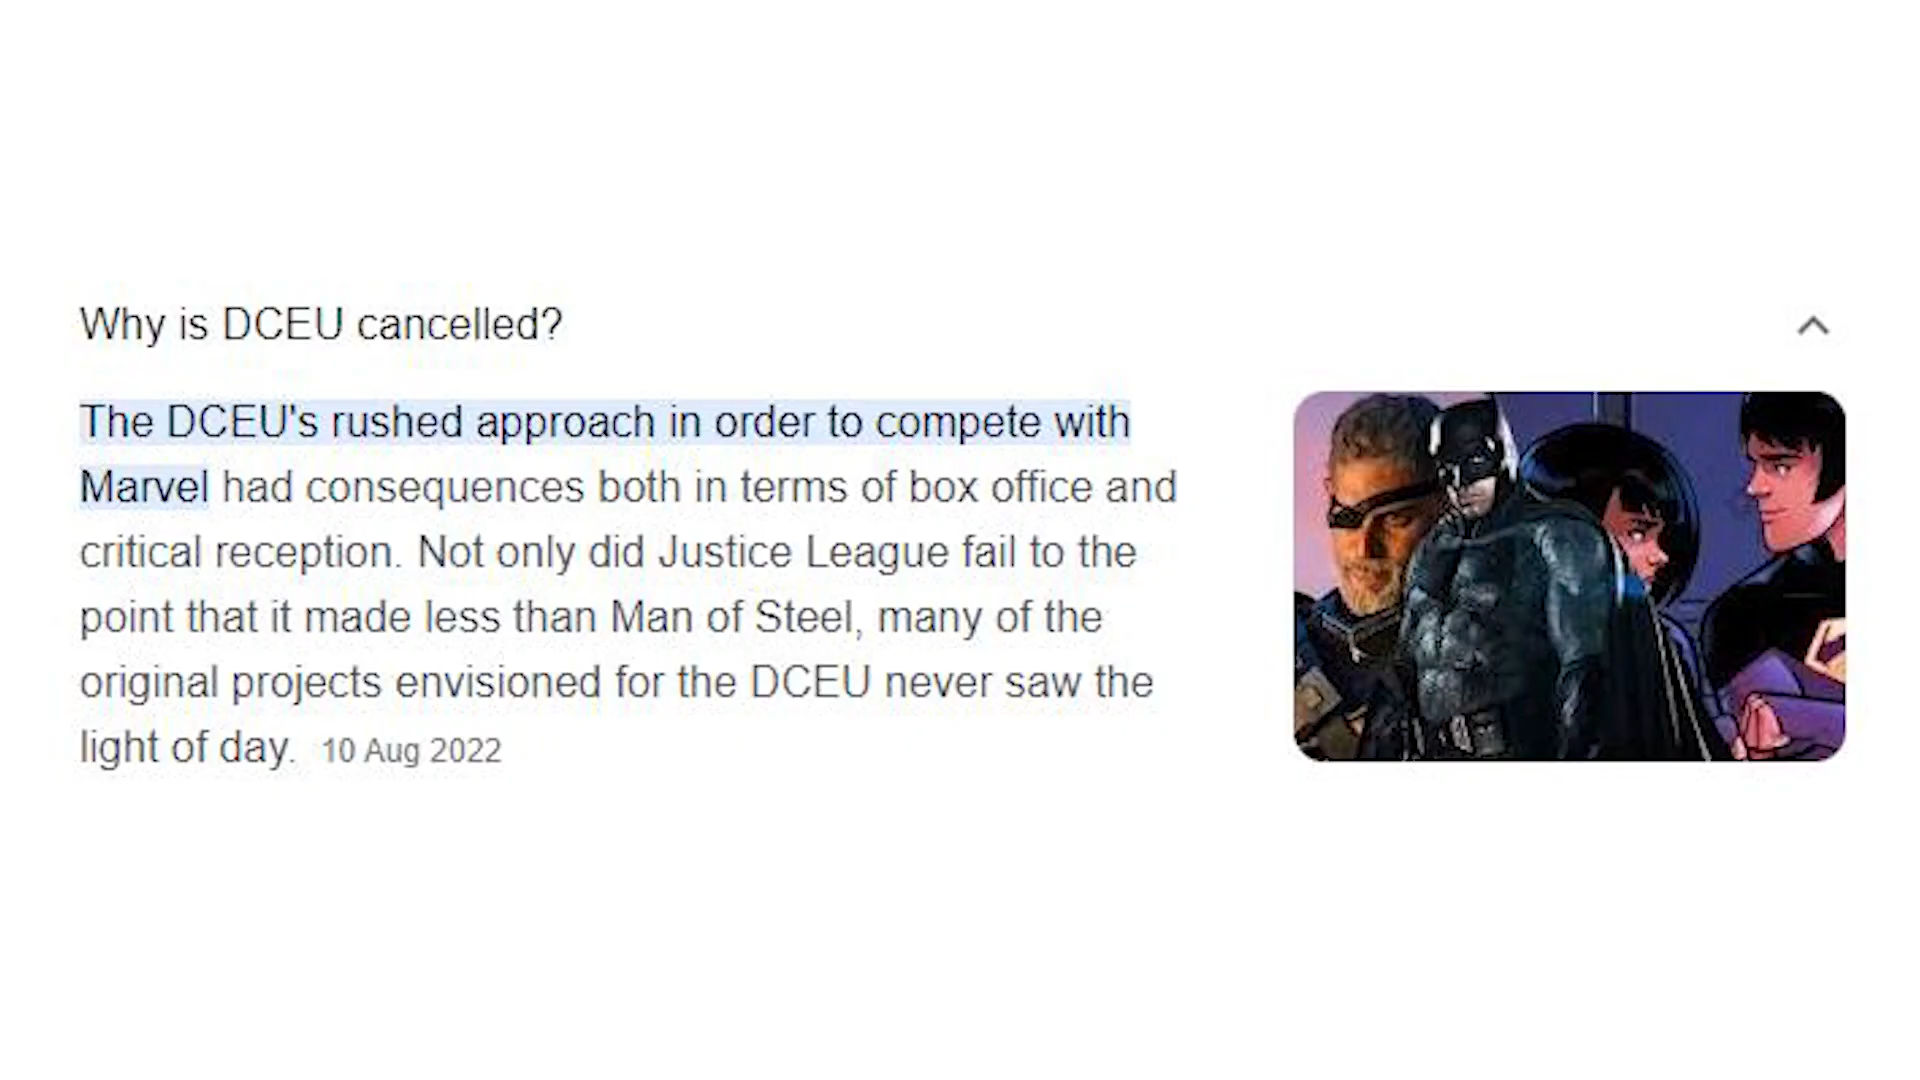 Why is DCEU cancelled?
The DCEU's rushed approach in order to compete with
Marvel had consequences both in terms of box office and
critical reception. Not only did Justice League fail to the
point that it made less than Man of Steel, many of the
original projects envisioned for the DCEU never saw the
light of day. 10 Aug 2022